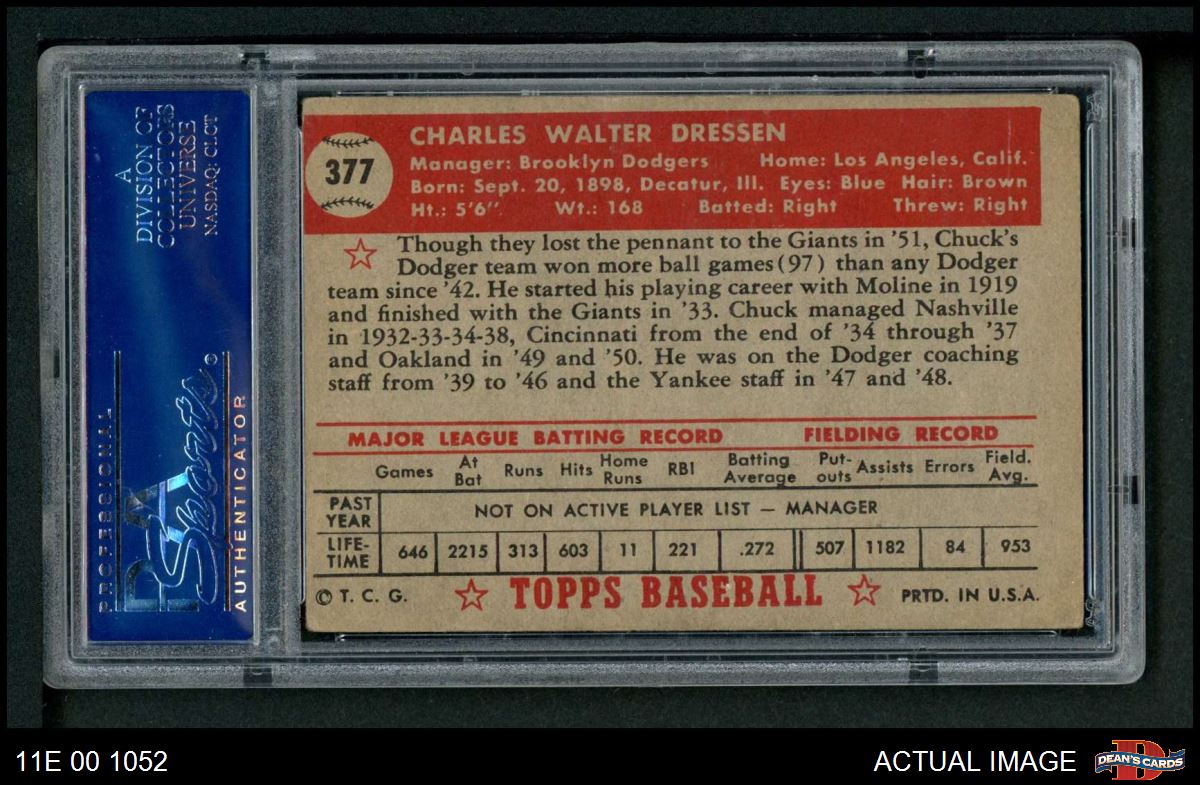 A
DIVISION OF
COLLECTORS
UNIVERSE
NASDAQ: CLCT
PROFESSIONAL
PSA
Sports®
AUTHENTICATOR
377
CHARLES WALTER DRESSEN
Manager: Brooklyn Dodgers Home: Los Angeles, Calif.
Born: Sept. 20, 1898, Decatur, Ill. Eyes: Blue Hair: Brown
Ht.: 5'6'' Wt.: 168 Batted: Right Threw: Right
Though they lost the pennant to the Giants in '51, Chuck's
Dodger team won more ball games (97) than any Dodger
team since '42. He started his playing career with Moline in 1919
and finished with the Giants in '33. Chuck managed Nashville
in 1932-33-34-38, Cincinnati from the end of '34 through '37
and Oakland in '49 and '50. He was on the Dodger coaching
staff from '39 to '46 and the Yankee staff in '47 and '48.
MAJOR LEAGUE BATTING RECORD FIELDING RECORD
Games At Bat Runs Hits Home Runs RBI Batting Average Put-outs Assists Errors Field. Avg.
PAST YEAR NOT ON ACTIVE PLAYER LIST — MANAGER
LIFE-TIME 646 2215 313 603 11 221 .272 507 1182 84 953
© T. C. G. TOPPS BASEBALL PRTD. IN U.S.A.
11E 00 1052
ACTUAL IMAGE
D
DEAN'S CARDS